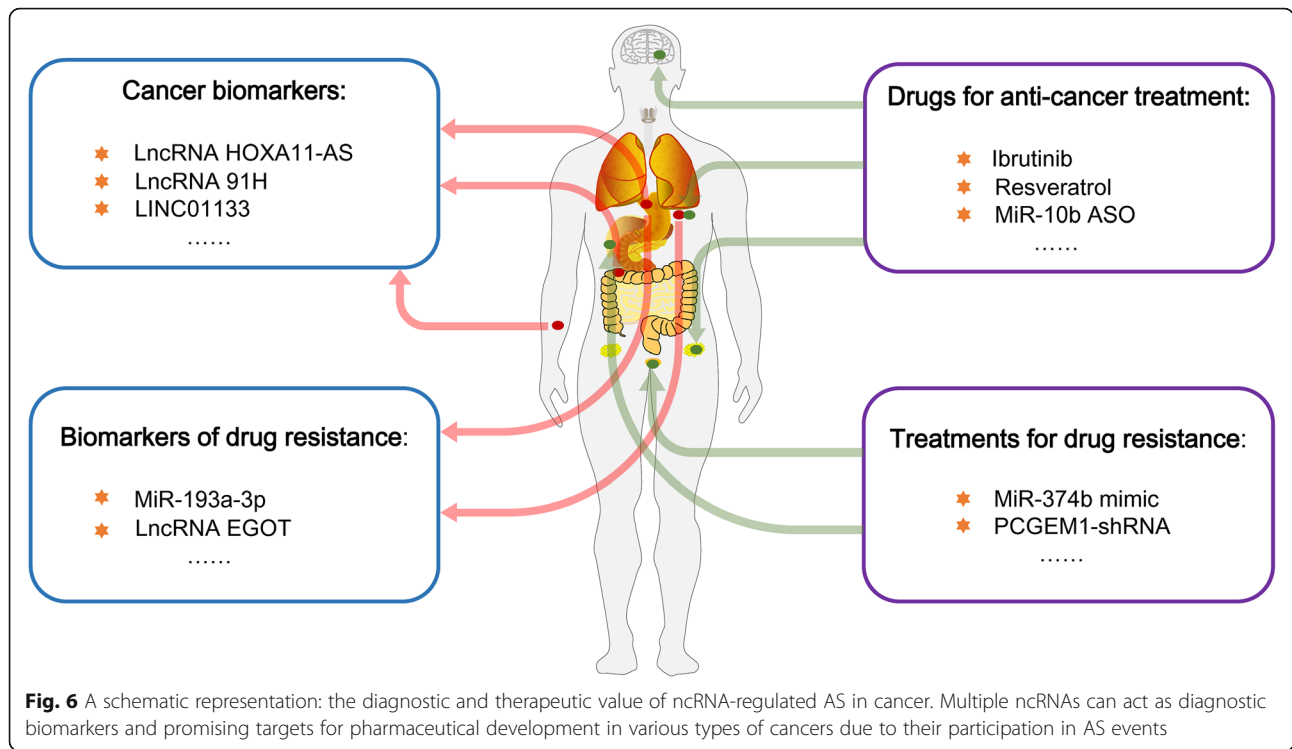 Cancer biomarkers:
LncRNA HOXA11-AS
LncRNA 91H
LINC01133
......
Drugs for anti-cancer treatment:
Ibrutinib
Resveratrol
MiR-10b ASO
......
Biomarkers of drug resistance:
MiR-193a-3p
LncRNA EGOT
......
Treatments for drug resistance:
MiR-374b mimic
PCGEM1-shRNA
......
Fig. 6 A schematic representation: the diagnostic and therapeutic value of ncRNA-regulated AS in cancer. Multiple ncRNAs can act as diagnostic
biomarkers and promising targets for pharmaceutical development in various types of cancers due to their participation in AS events